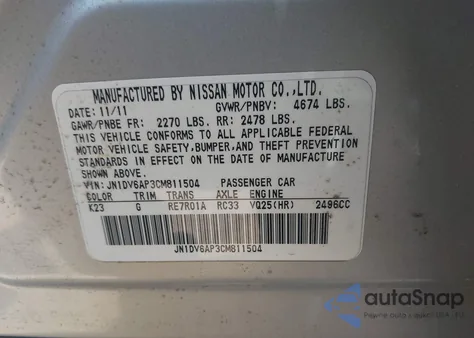 MANUFACTURED BY NISSAN MOTOR CO.,LTD.
DATE: 11/11 GVWR/PNBV: 4674 LBS.
GAWR/PNBE FR: 2270 LBS. RR: 2478 LBS.
THIS VEHICLE CONFORMS TO ALL APPLICABLE FEDERAL
MOTOR VEHICLE SAFETY,BUMPER,AND THEFT PREVENTION
STANDARDS IN EFFECT ON THE DATE OF MANUFACTURE
SHOWN ABOVE.
VIN: JN1DV6AP3CM811504 PASSENGER CAR
COLOR TRIM TRANS AXLE ENGINE
K23 G RE7R01A RC33 VQ25(HR) 2496CC
JN1DV6AP3CM811504
autoSnap